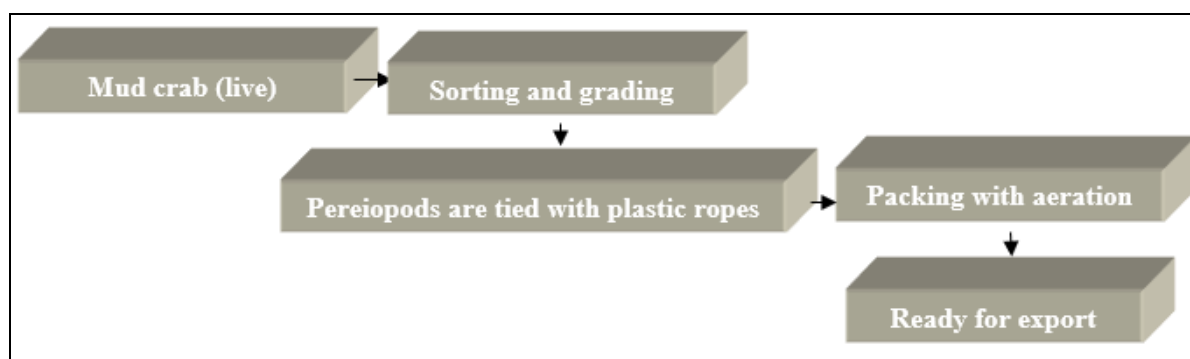 Mud crab (live)
Sorting and grading
Pereiopods are tied with plastic ropes
Packing with aeration
Ready for export